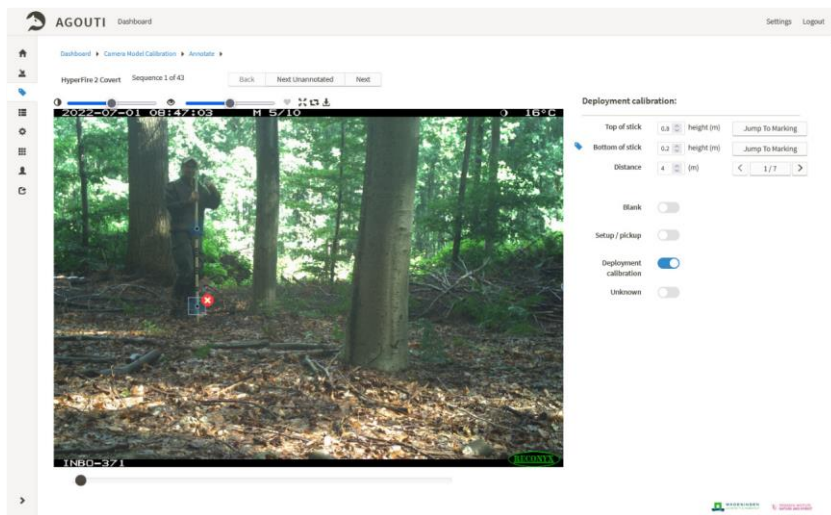 AGOUTI Dashboard
Settings Logout
Dashboard Camera Model Calibration Annotate
HyperFire 2 Covert Sequence 1 of 43 Back Next Unannotated Next
2022-07-01 08:47:03 M 5/10 16°C
Deployment calibration:
Top of stick 0.8 height (m) Jump To Marking
Bottom of stick 0.2 height (m) Jump To Marking
Distance 4 (m) < 1/7 >
Blank
Setup / pickup
Deployment
calibration
Unknown
INBO-371
RECONYX
WAGENINGEN